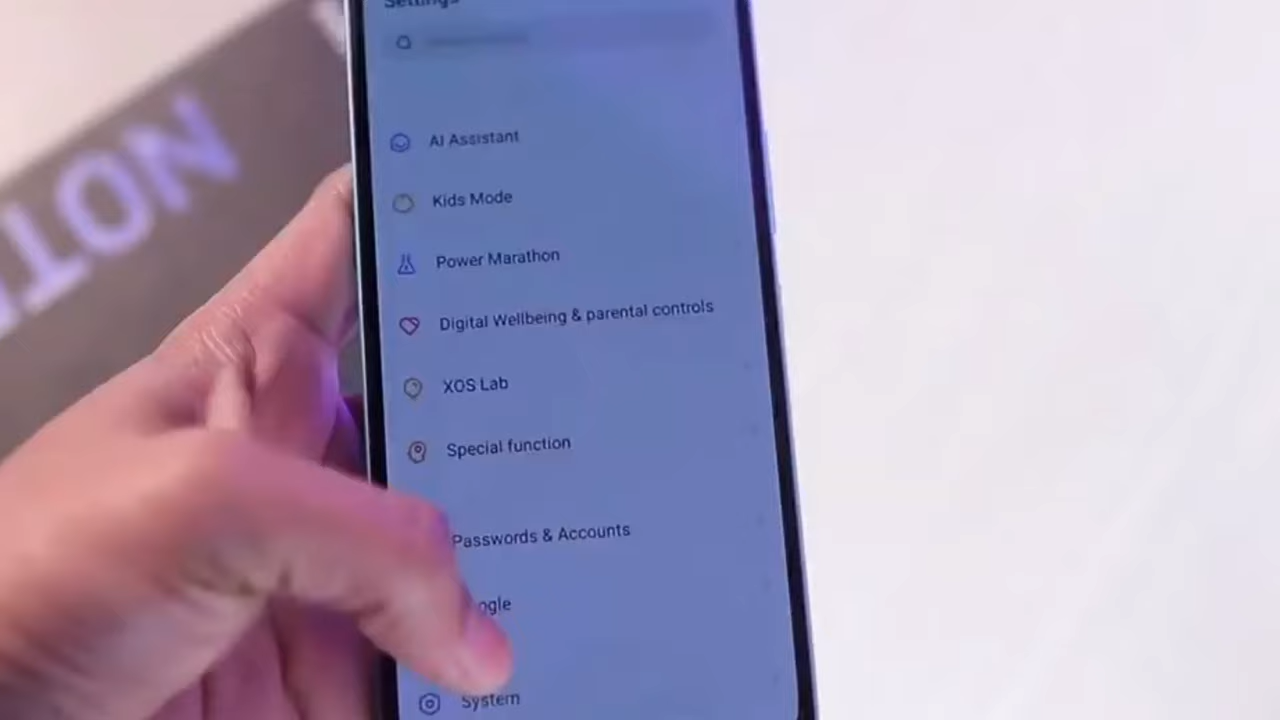 Settings
AI Assistant
Kids Mode
Power Marathon
Digital Wellbeing & parental controls
XOS Lab
Special function
Passwords & Accounts
ogle
System